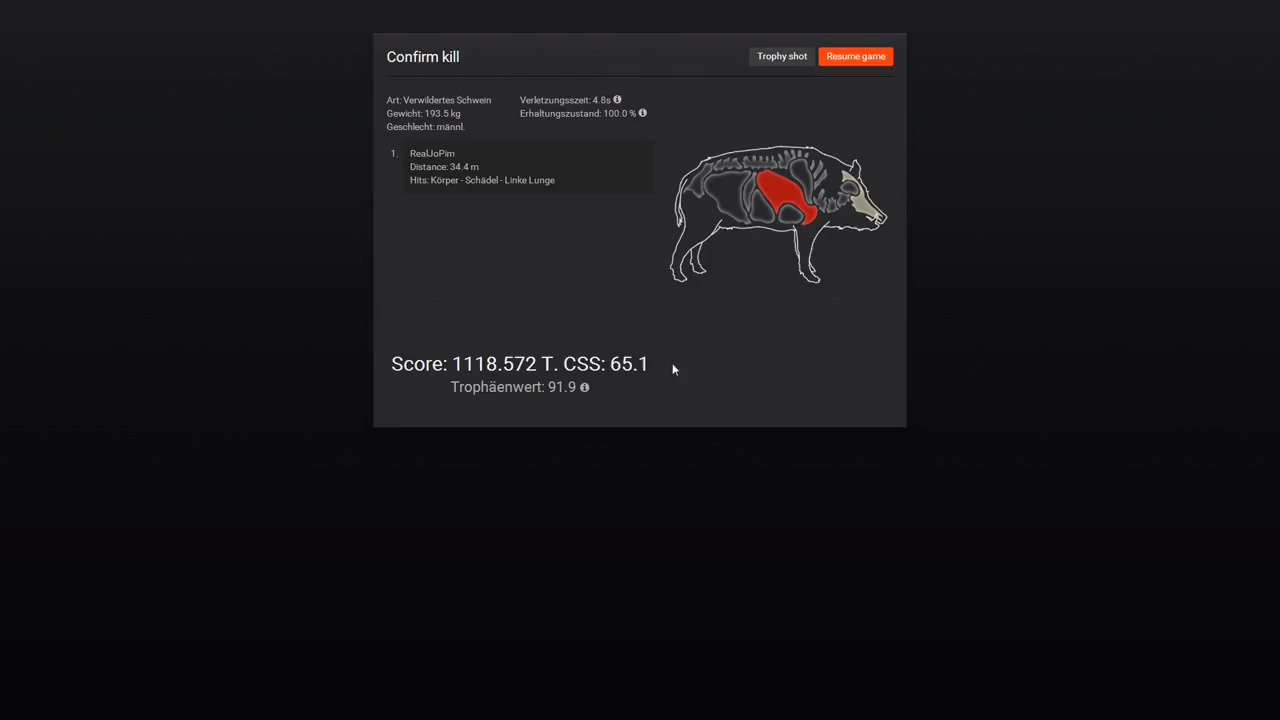 Confirm kill
Trophy shot
Resume game
Art: Verwildertes Schwein
Gewicht: 193.5 kg
Geschlecht: männl.
Verletzungsszeit: 4.8s
Erhaltungszustand: 100.0 %
1. RealJoPim
Distance: 34.4 m
Hits: Körper - Schädel - Linke Lunge
Score: 1118.572 T. CSS: 65.1
Trophäenwert: 91.9